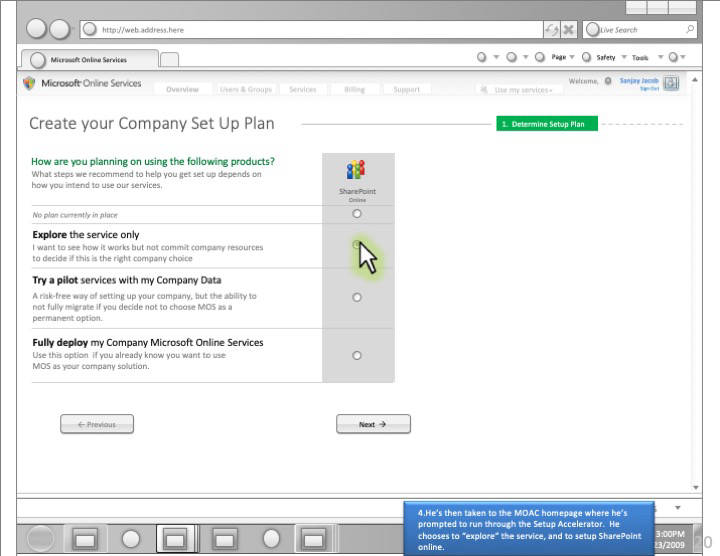 http://web.address.here
Live Search
Microsoft Online Services
Page
Safety
Tools
Microsoft Online Services
Overview
Users & Groups
Services
Billing
Support
Use my services
Welcome,
Sanjay Jacob
Sign Out
Create your Company Set Up Plan
1. Determine Setup Plan
How are you planning on using the following products?
What steps we recommend to help you get set up depends on
how you intend to use our services.
SharePoint
Online
No plan currently in place
Explore the service only
I want to see how it works but not commit company resources
to decide if this is the right company choice
Try a pilot services with my Company Data
A risk-free way of setting up your company, but the ability to
not fully migrate if you decide not to choose MOS as a
permanent option.
Fully deploy my Company Microsoft Online Services
Use this option if you already know you want to use
MOS as your company solution.
← Previous
Next →
4.He's then taken to the MOAC homepage where he's
prompted to run through the Setup Accelerator. He
chooses to "explore" the service, and to setup SharePoint
online.
3:00PM
23/2009
20